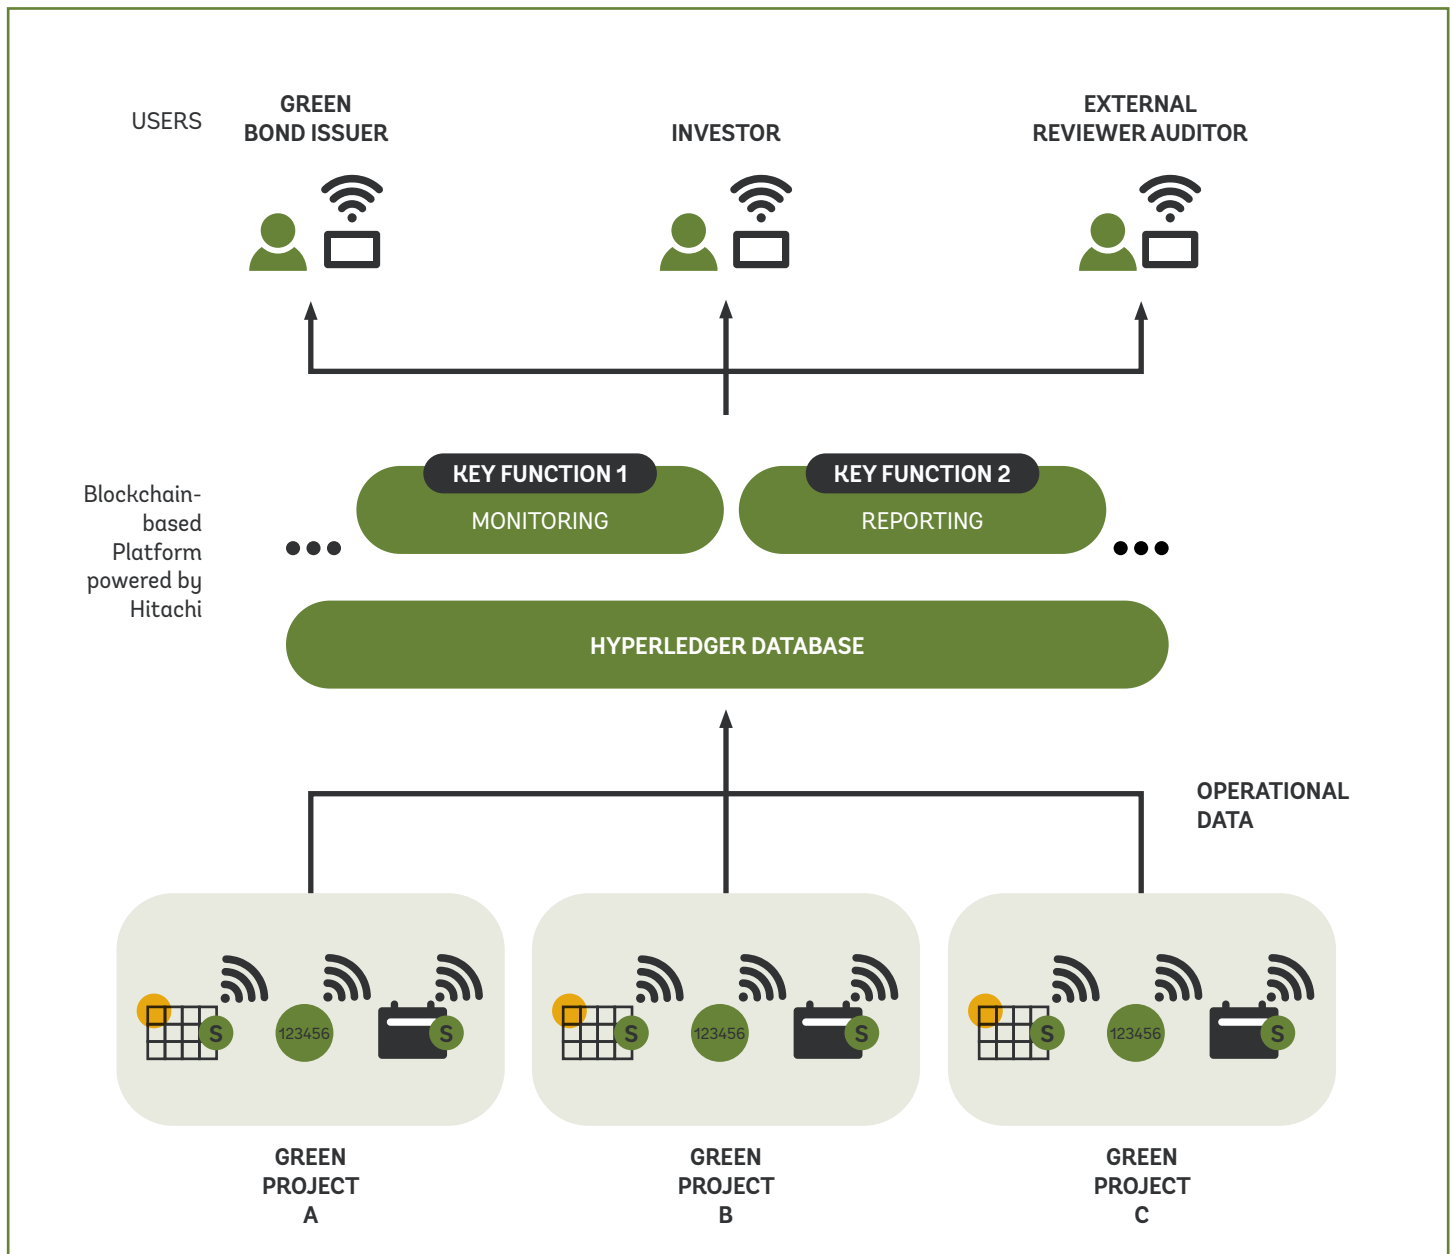 USERS
GREEN
BOND ISSUER
INVESTOR
EXTERNAL
REVIEWER AUDITOR
Blockchain-
based
Platform
powered by
Hitachi
KEY FUNCTION 1
MONITORING
KEY FUNCTION 2
REPORTING
HYPERLEDGER DATABASE
OPERATIONAL
DATA
S
123456
S
S
123456
S
S
123456
S
GREEN
PROJECT
A
GREEN
PROJECT
B
GREEN
PROJECT
C